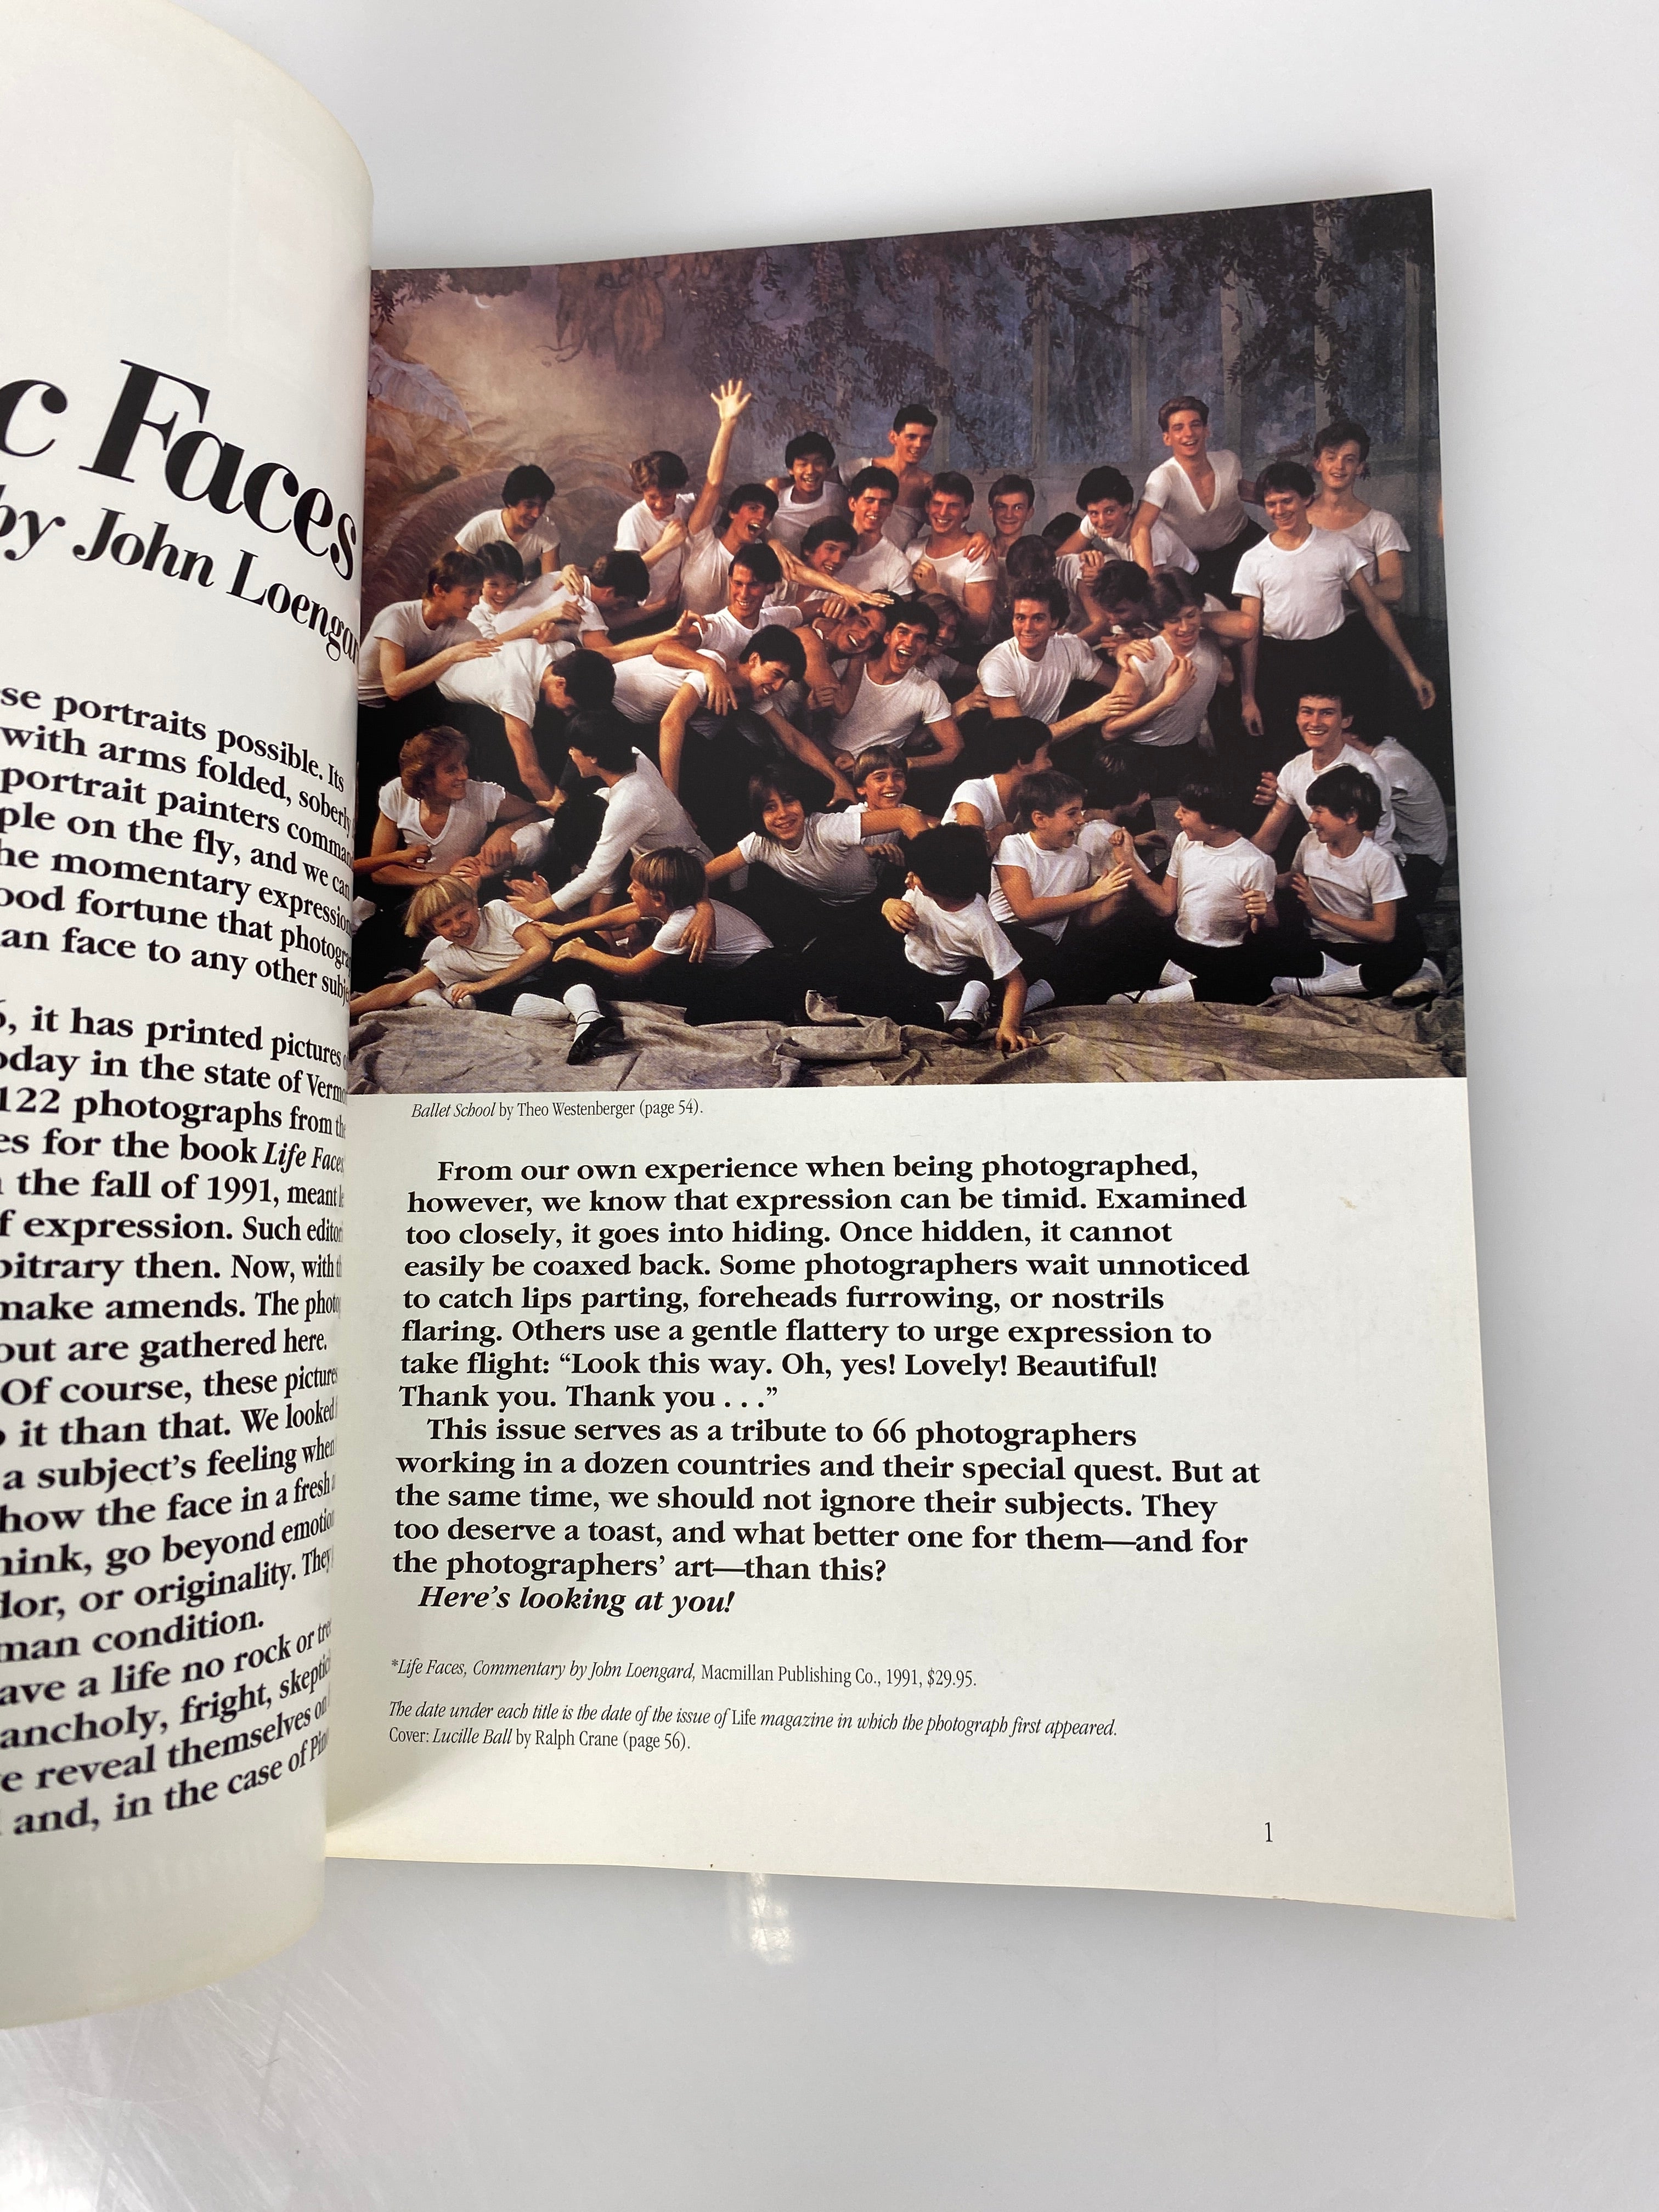 c Faces
by John Loengar
se portraits possible. Its
with arms folded, soberly
portrait painters comman
ple on the fly, and we can
he momentary expression
ood fortune that photogra
an face to any other subje
6, it has printed pictures
oday in the state of Vermo
122 photographs from the
es for the book Life Faces
the fall of 1991, meant
f expression. Such editori
bitrary then. Now, with
make amends. The photo
out are gathered here.
Of course, these pictures
it than that. We looked
a subject's feeling when
how the face in a fresh
hink, go beyond emotio
dor, or originality. They
man condition.
ave a life no rock or tre
ancholy, fright, skeptic
e reveal themselves on
and, in the case of
Ballet School by Theo Westenberger (page 54).
From our own experience when being photographed,
however, we know that expression can be timid. Examined
too closely, it goes into hiding. Once hidden, it cannot
easily be coaxed back. Some photographers wait unnoticed
to catch lips parting, foreheads furrowing, or nostrils
flaring. Others use a gentle flattery to urge expression to
take flight: “Look this way. Oh, yes! Lovely! Beautiful!
Thank you. Thank you . . .”
This issue serves as a tribute to 66 photographers
working in a dozen countries and their special quest. But at
the same time, we should not ignore their subjects. They
too deserve a toast, and what better one for them—and for
the photographers’ art—than this?
Here’s looking at you!
*Life Faces, Commentary by John Loengard, Macmillan Publishing Co., 1991, $29.95.
The date under each title is the date of the issue of Life magazine in which the photograph first appeared.
Cover: Lucille Ball by Ralph Crane (page 56).
1